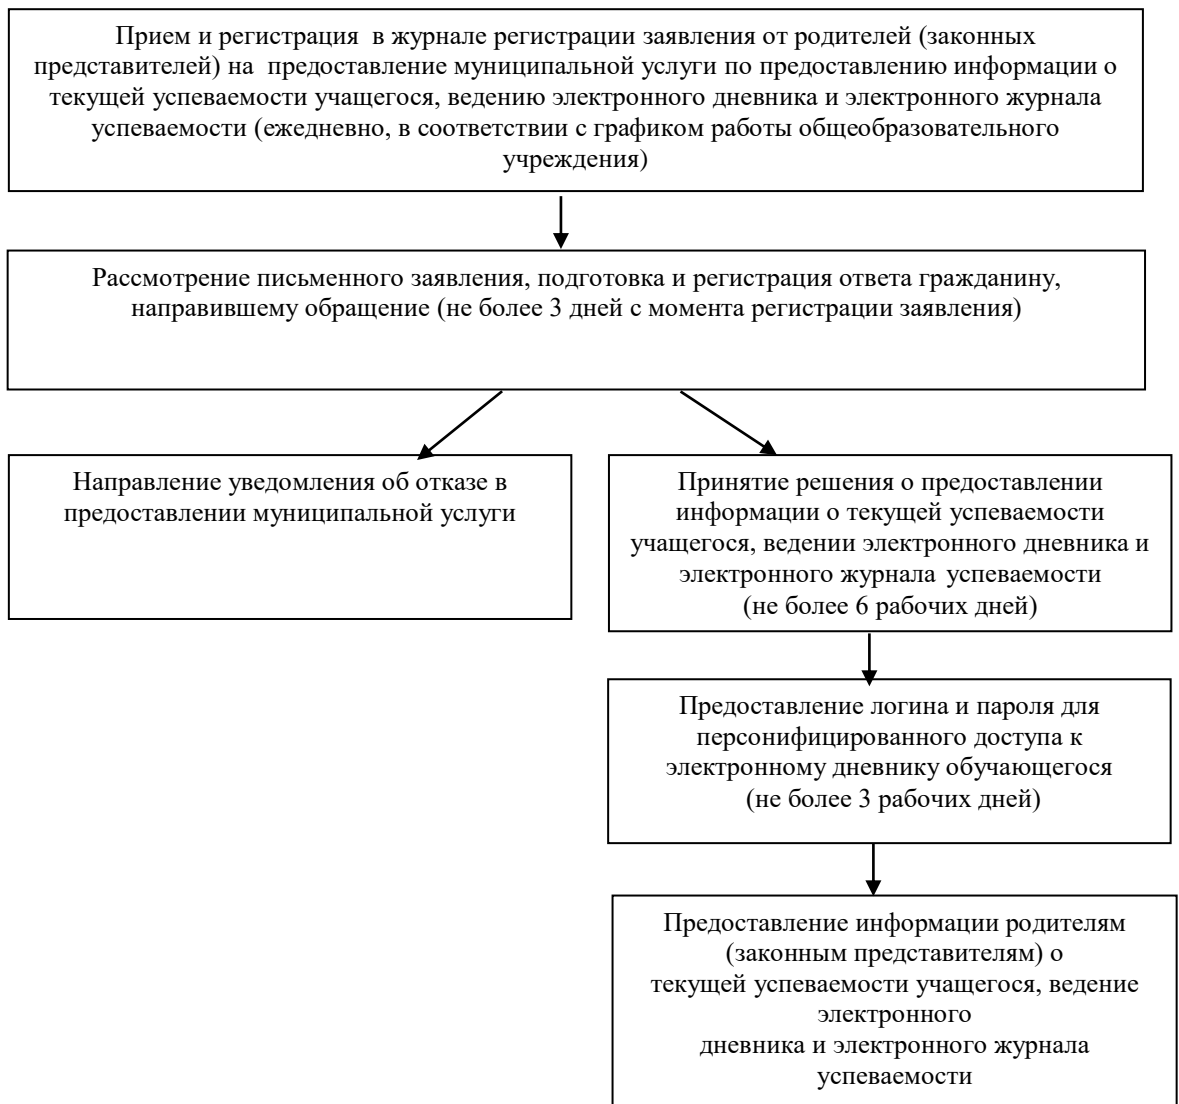 Прием и регистрация  в журнале регистрации заявления от родителей (законных
представителей) на  предоставление муниципальной услуги по предоставлению информации о
текущей успеваемости учащегося, ведению электронного дневника и электронного журнала
успеваемости (ежедневно, в соответствии с графиком работы общеобразовательного
учреждения)
Рассмотрение письменного заявления, подготовка и регистрация ответа гражданину,
направившему обращение (не более 3 дней с момента регистрации заявления)
Направление уведомления об отказе в
предоставлении муниципальной услуги
Принятие решения о предоставлении
информации о текущей успеваемости
учащегося, ведении электронного дневника и
электронного журнала  успеваемости
(не более 6 рабочих дней)
Предоставление логина и пароля для
персонифицированного доступа к
электронному дневнику обучающегося
(не более 3 рабочих дней)
Предоставление информации родителям
(законным представителям) о
текущей успеваемости учащегося, ведение
электронного
дневника и электронного журнала
успеваемости